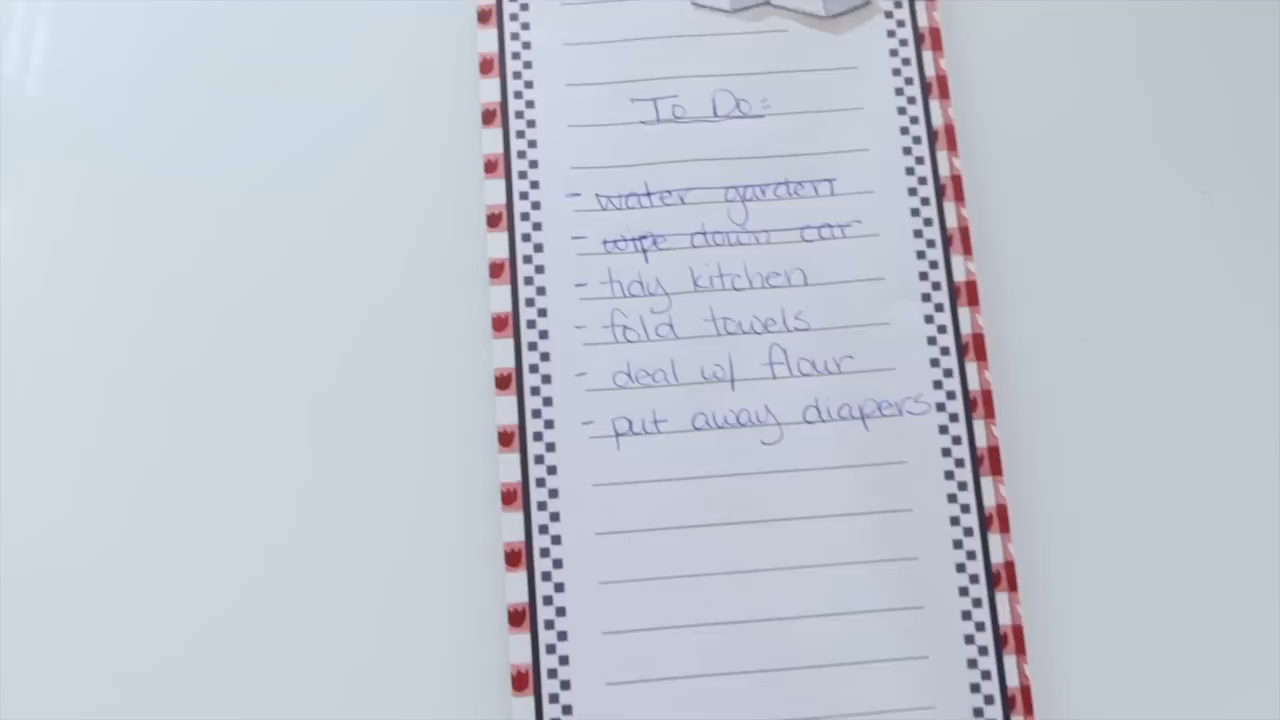 To Do:
- water garden
- wipe down car
- tidy kitchen
- fold towels
- deal w/ flour
- put away diapers